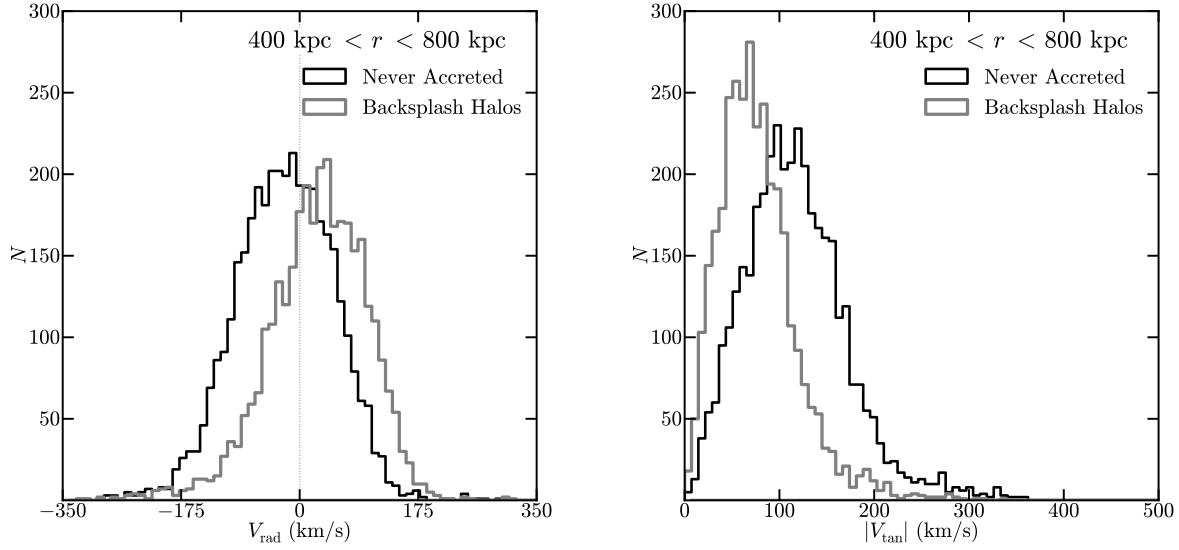 400 kpc < r < 800 kpc
Never Accreted
Backsplash Halos
300
250
200
150
100
50
N
−350
−175
0
175
350
V_rad (km/s)
400 kpc < r < 800 kpc
Never Accreted
Backsplash Halos
300
250
200
150
100
50
N
0
100
200
300
400
500
|V_tan| (km/s)